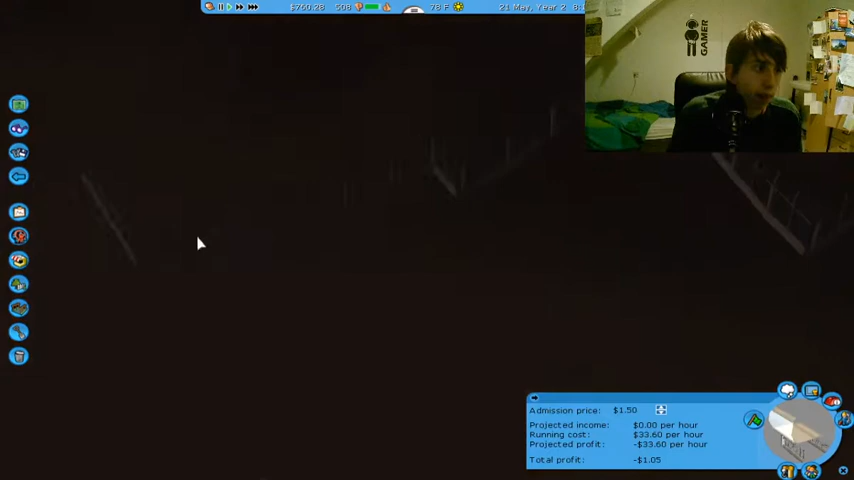 $760.28 508 78 F 21 May, Year 2
GAMER
Admission price: $1.50
Projected income: $0.00 per hour
Running cost: $33.60 per hour
Projected profit: -$33.60 per hour
Total profit: -$1.05